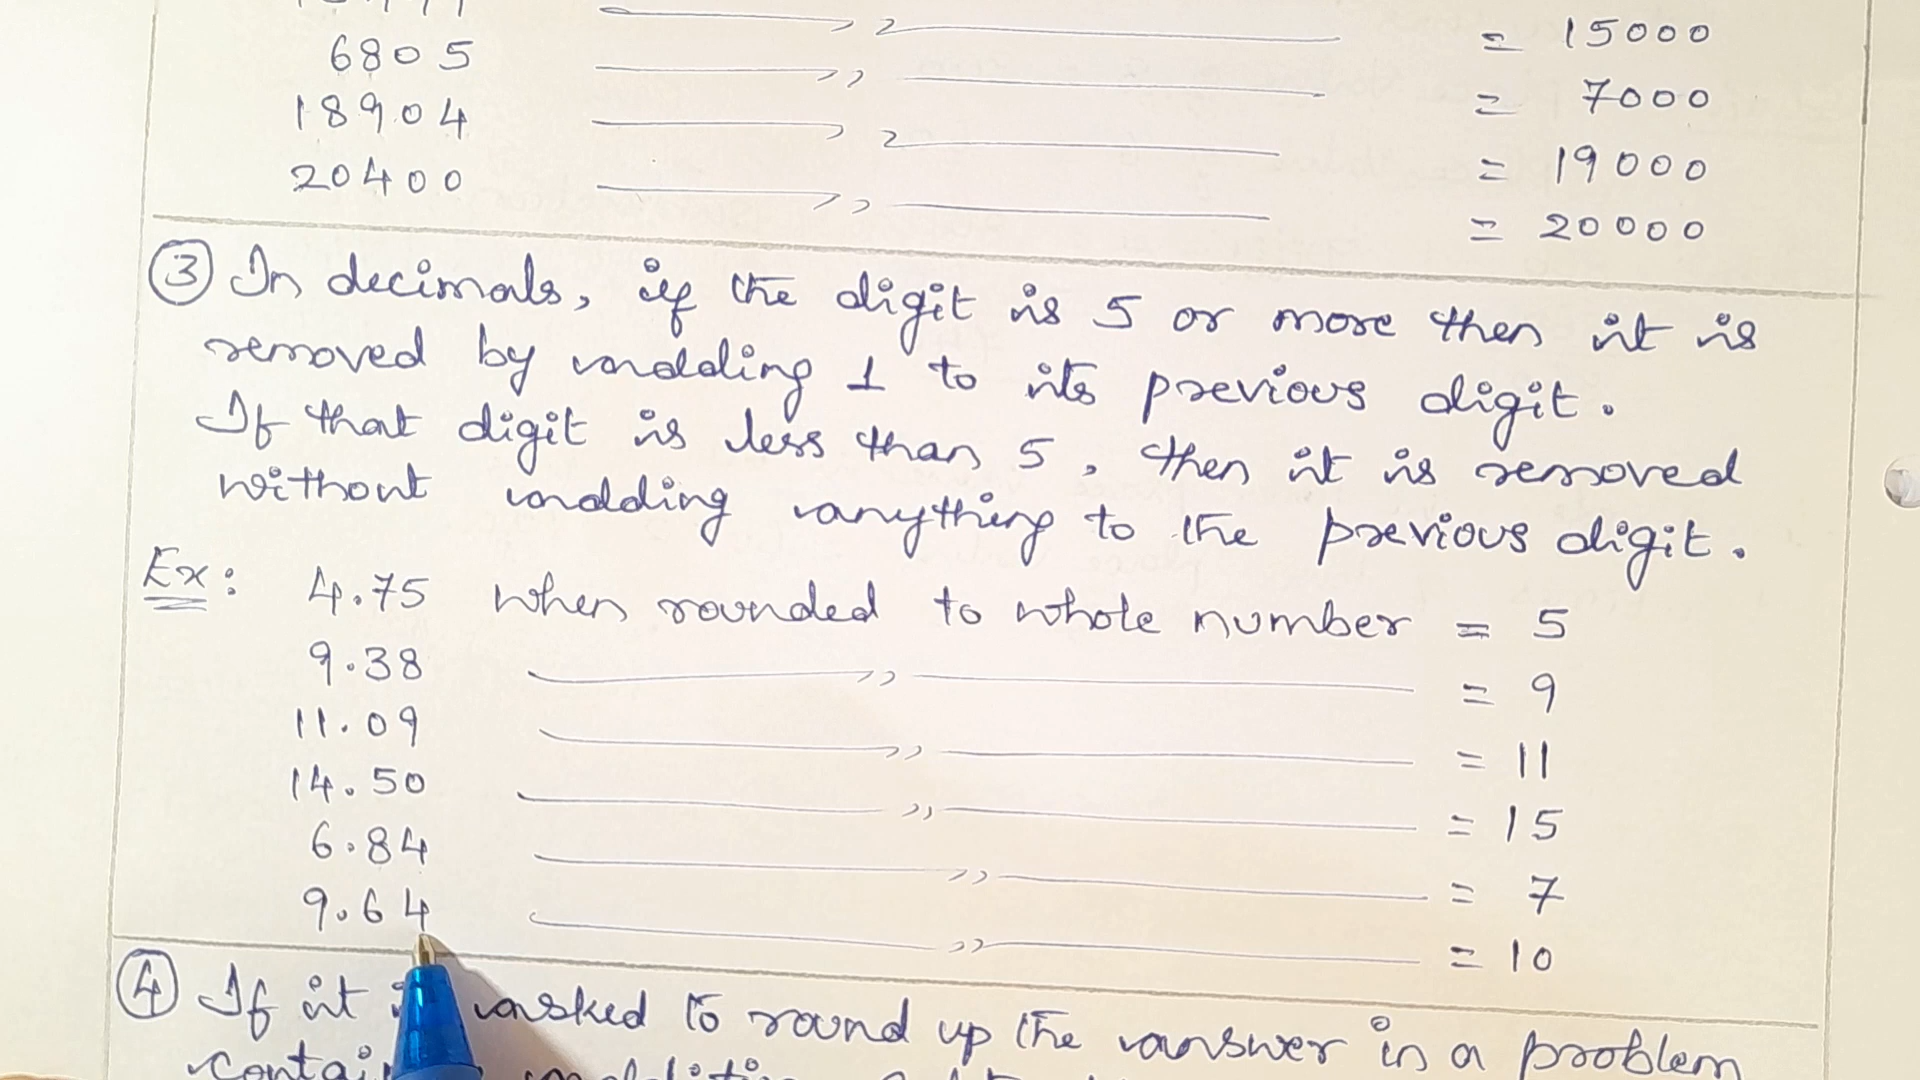 ,, = 15000
6805 ,, = 7000
18904 ,, = 19000
20400 ,, = 20000
③ In decimals, if the digit is 5 or more then it is
removed by adding 1 to its previous digit.
If that digit is less than 5, then it is removed
without adding anything to the previous digit.
Ex: 4.75 when rounded to whole number = 5
9.38 ,, = 9
11.09 ,, = 11
14.50 ,, = 15
6.84 ,, = 7
9.64 ,, = 10
④ If it asked to round up the answer in a problem